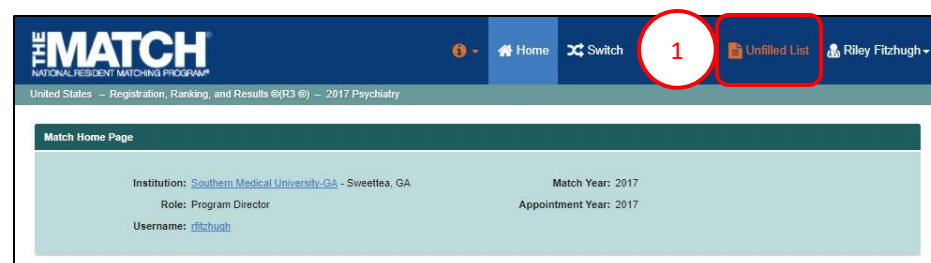 THE MATCH
NATIONAL RESIDENT MATCHING PROGRAM®
Home Switch 1 Unfilled List Riley Fitzhugh
United States – Registration, Ranking, and Results ®(R3 ®) – 2017 Psychiatry
Match Home Page
Institution: Southern Medical University-GA - Sweettea, GA Match Year: 2017
Role: Program Director Appointment Year: 2017
Username: rfitzhugh